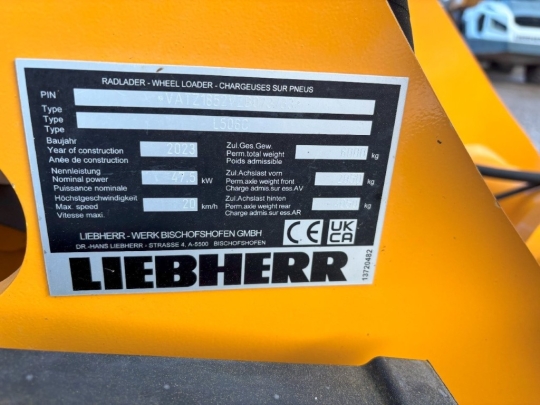 RADLADER - WHEEL LOADER - CHARGEUSES SUR PNEUS
PIN
Type
Type
Type
Baujahr
Year of construction 2023
Année de construction
Nennleistung
Nominal power 47,5 kW
Puissance nominale
Höchstgeschwindigkeit
Max. speed 20 km/h
Vitesse maxi.
Zul.Ges.Gew.
Perm.total weight kg
Poids admissible
Zul.Achslast vorn
Perm.axle weight front kg
Charge admis.sur ess.AV
Zul.Achslast hinten
Perm.axle weight rear kg
Charge admis.sur ess.AR
LIEBHERR - WERK BISCHOFSHOFEN GMBH
DR.-HANS LIEBHERR - STRASSE 4, A-5500 BISCHOFSHOFEN
CE UK CA
LIEBHERR
13720482